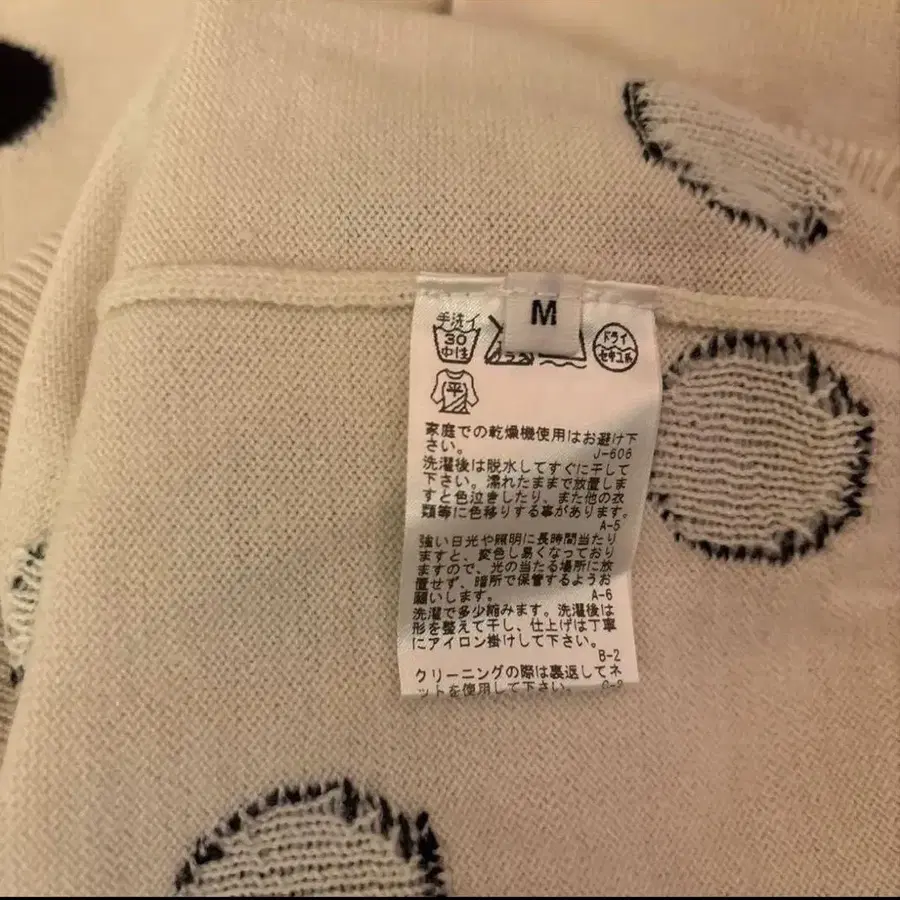 M
手洗イ
30
中性
ドライ
セキユ系
平
家庭での乾燥機使用はお避け下
さい。
J-606
洗濯後は脱水してすぐに干して
下さい。濡れたままで放置しま
すと色泣きしたり、また他の衣
類等に色移りする事があります。
A-5
強い日光や照明に長時間当たり
ますと、変色し易くなっており
ますので、光の当たる場所に放
置せず、暗所で保管するようお
願いします。
A-6
洗濯で多少縮みます。洗濯後は
形を整えて干し、仕上げは丁寧
にアイロン掛けして下さい。
B-2
クリーニングの際は裏返してネ
ットを使用して下さい。